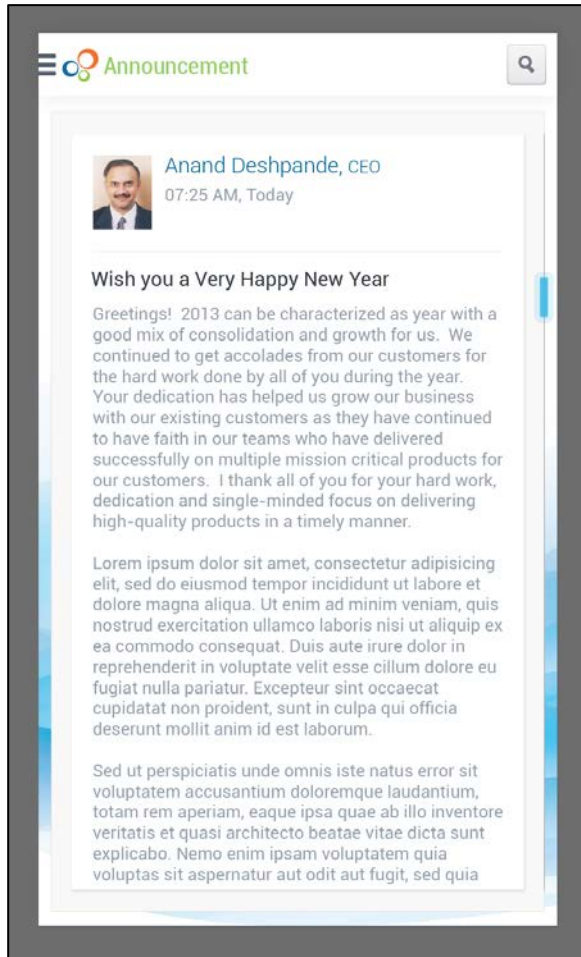 Announcement
Anand Deshpande, CEO
07:25 AM, Today
Wish you a Very Happy New Year
Greetings!  2013 can be characterized as year with a
good mix of consolidation and growth for us.  We
continued to get accolades from our customers for
the hard work done by all of you during the year.
Your dedication has helped us grow our business
with our existing customers as they have continued
to have faith in our teams who have delivered
successfully on multiple mission critical products for
our customers.  I thank all of you for your hard work,
dedication and single-minded focus on delivering
high-quality products in a timely manner.
Lorem ipsum dolor sit amet, consectetur adipisicing
elit, sed do eiusmod tempor incididunt ut labore et
dolore magna aliqua. Ut enim ad minim veniam, quis
nostrud exercitation ullamco laboris nisi ut aliquip ex
ea commodo consequat. Duis aute irure dolor in
reprehenderit in voluptate velit esse cillum dolore eu
fugiat nulla pariatur. Excepteur sint occaecat
cupidatat non proident, sunt in culpa qui officia
deserunt mollit anim id est laborum.
Sed ut perspiciatis unde omnis iste natus error sit
voluptatem accusantium doloremque laudantium,
totam rem aperiam, eaque ipsa quae ab illo inventore
veritatis et quasi architecto beatae vitae dicta sunt
explicabo. Nemo enim ipsam voluptatem quia
voluptas sit aspernatur aut odit aut fugit, sed quia